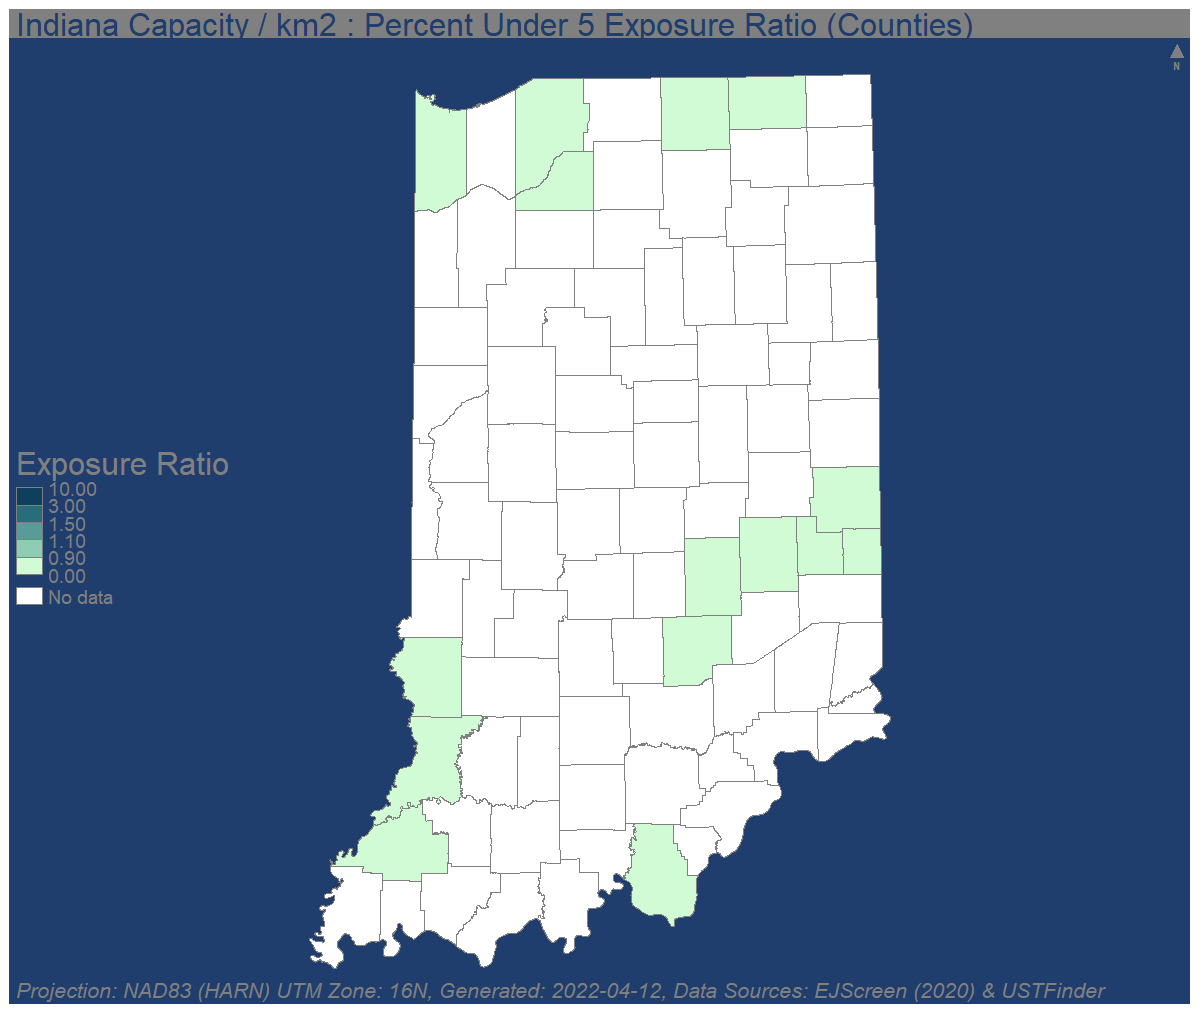 Indiana Capacity / km2 : Percent Under 5 Exposure Ratio (Counties)
N
Exposure Ratio
10.00
3.00
1.50
1.10
0.90
0.00
No data
Projection: NAD83 (HARN) UTM Zone: 16N, Generated: 2022-04-12, Data Sources: EJScreen (2020) & USTFinder